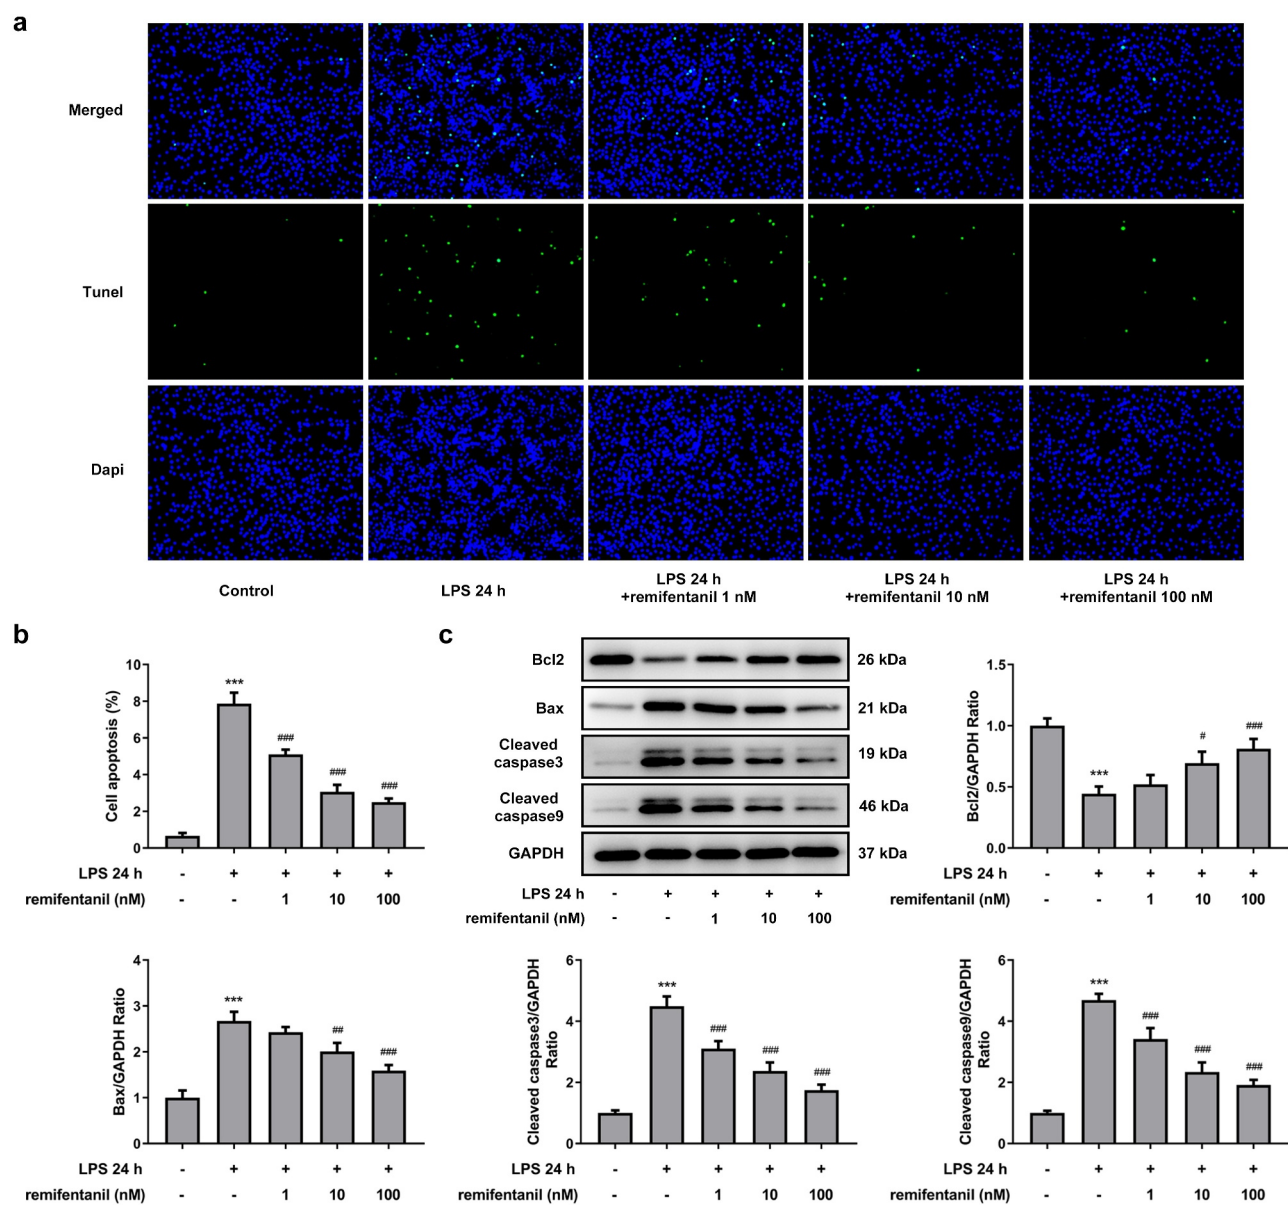 a
Merged
Tunel
Dapi
Control
LPS 24 h
LPS 24 h
+remifentanil 1 nM
LPS 24 h
+remifentanil 10 nM
LPS 24 h
+remifentanil 100 nM
b
Cell apoptosis (%)
10
8
6
4
2
0
***
###
###
###
LPS 24 h - + + + +
remifentanil (nM) - - 1 10 100
c
Bcl2 26 kDa
Bax 21 kDa
Cleaved
caspase3
19 kDa
Cleaved
caspase9
46 kDa
GAPDH 37 kDa
LPS 24 h - + + + +
remifentanil (nM) - - 1 10 100
Bcl2/GAPDH Ratio
1.5
1.0
0.5
0.0
***
#
###
LPS 24 h - + + + +
remifentanil (nM) - - 1 10 100
Bax/GAPDH Ratio
4
3
2
1
0
***
##
###
LPS 24 h - + + + +
remifentanil (nM) - - 1 10 100
Cleaved caspase3/GAPDH
Ratio
6
4
2
0
***
###
###
###
LPS 24 h - + + + +
remifentanil (nM) - - 1 10 100
Cleaved caspase9/GAPDH
Ratio
6
4
2
0
***
###
###
###
LPS 24 h - + + + +
remifentanil (nM) - - 1 10 100